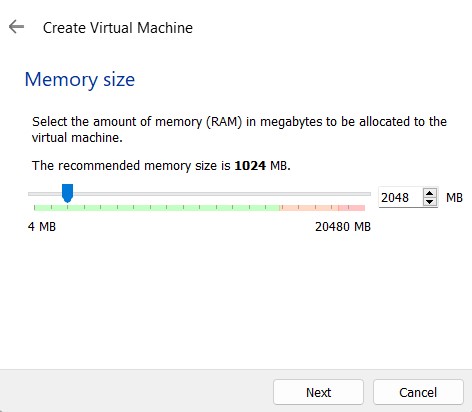 Create Virtual Machine
Memory size
Select the amount of memory (RAM) in megabytes to be allocated to the
virtual machine.
The recommended memory size is 1024 MB.
2048 MB
4 MB 20480 MB
Next Cancel